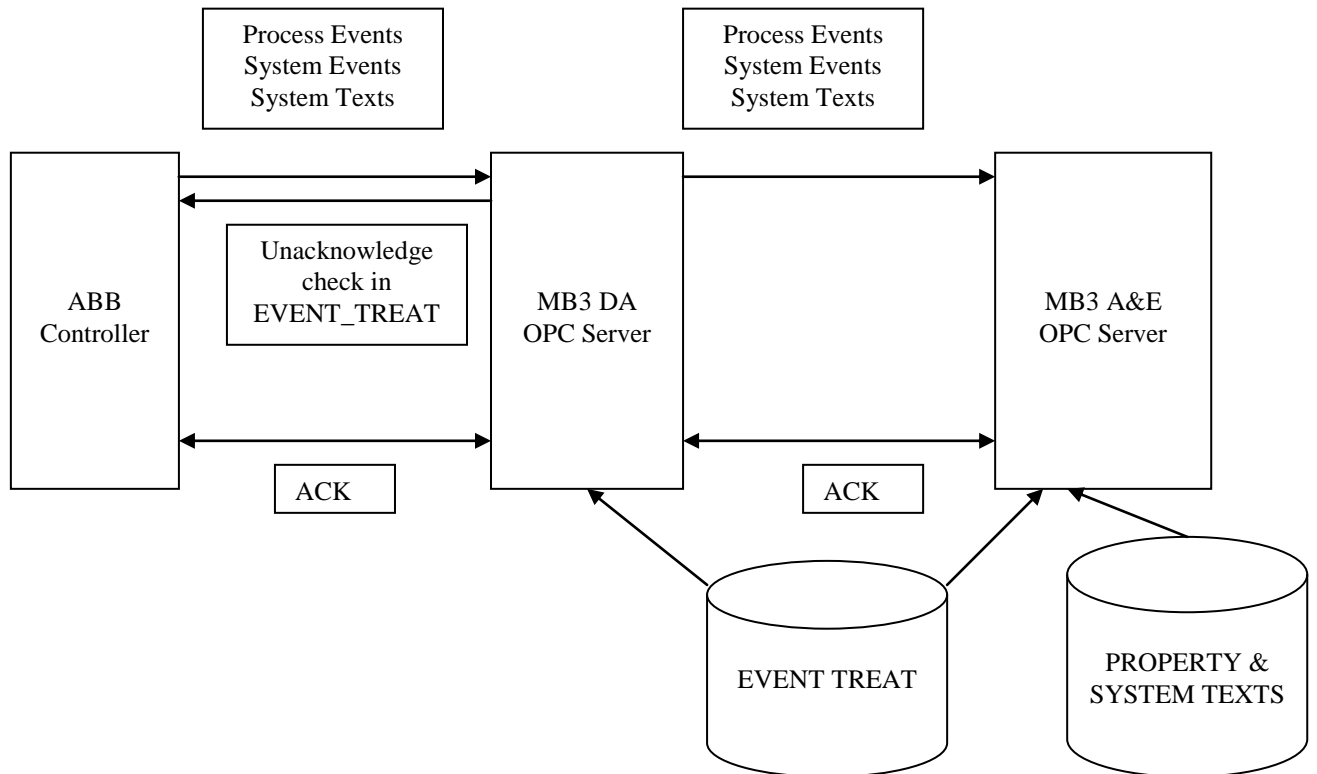 Process Events
System Events
System Texts
Process Events
System Events
System Texts
ABB
Controller
Unacknowledge
check in
EVENT_TREAT
MB3 DA
OPC Server
MB3 A&E
OPC Server
ACK
ACK
EVENT TREAT
PROPERTY &
SYSTEM TEXTS